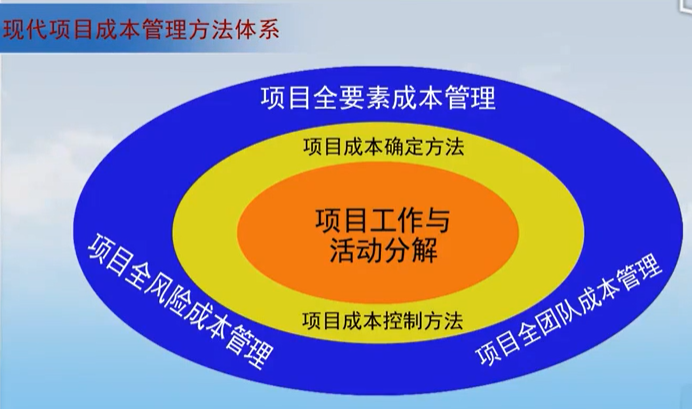 现代项目成本管理方法体系
项目全要素成本管理
项目成本确定方法
项目工作与
活动分解
项目成本控制方法
项目全风险成本管理
项目全团队成本管理